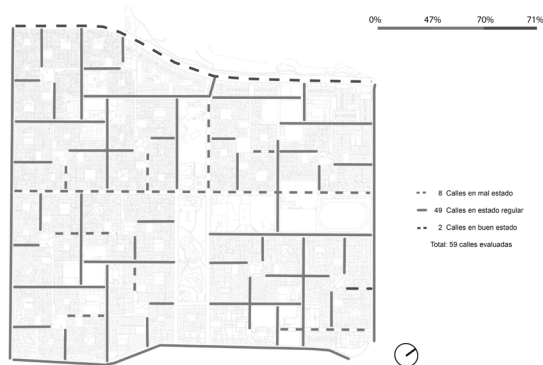 0% 47% 70% 71%
8 Calles en mal estado
49 Calles en estado regular
2 Calles en buen estado
Total: 59 calles evaluadas